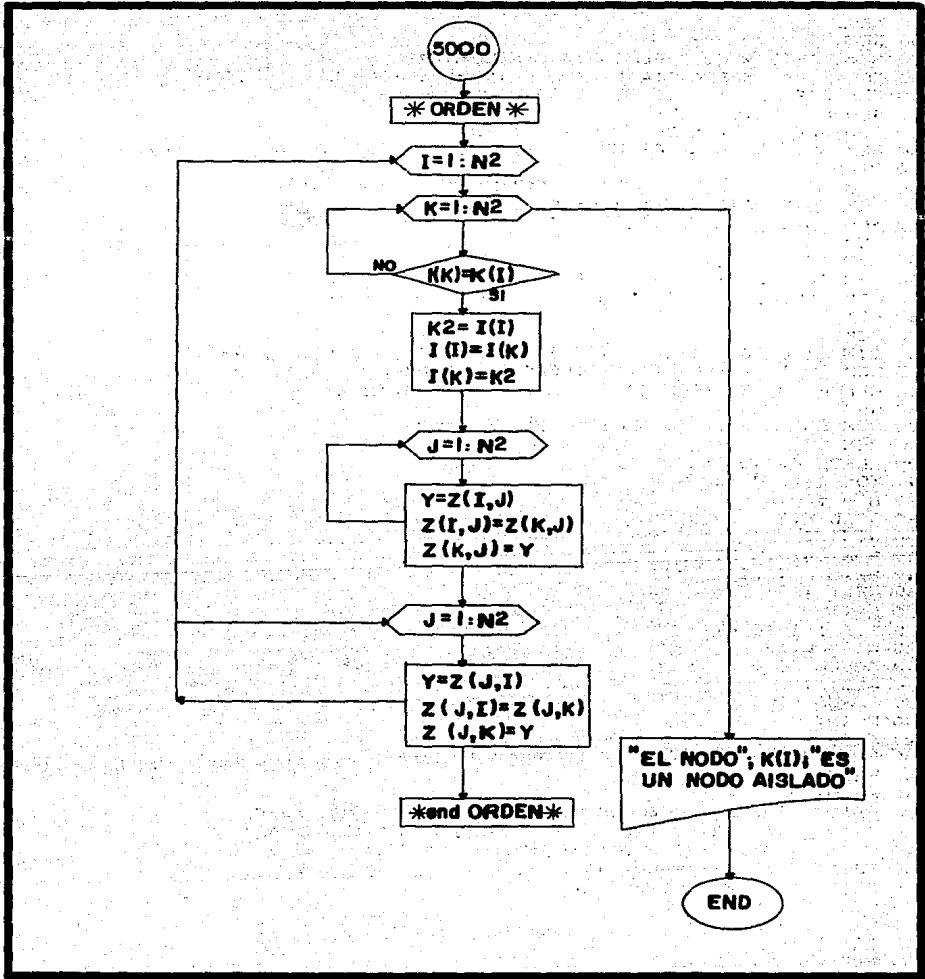 5000
* ORDEN *
I=1:N2
K=1:N2
NO
I(K)=K(I)
SI
K2=I(I)
I(I)=I(K)
I(K)=K2
J=1:N2
Y=Z(I,J)
Z(I,J)=Z(K,J)
Z(K,J)=Y
J=1:N2
Y=Z(J,I)
Z(J,I)=Z(J,K)
Z(J,K)=Y
*end ORDEN*
"EL NODO"; K(I);"ES
UN NODO AISLADO"
END